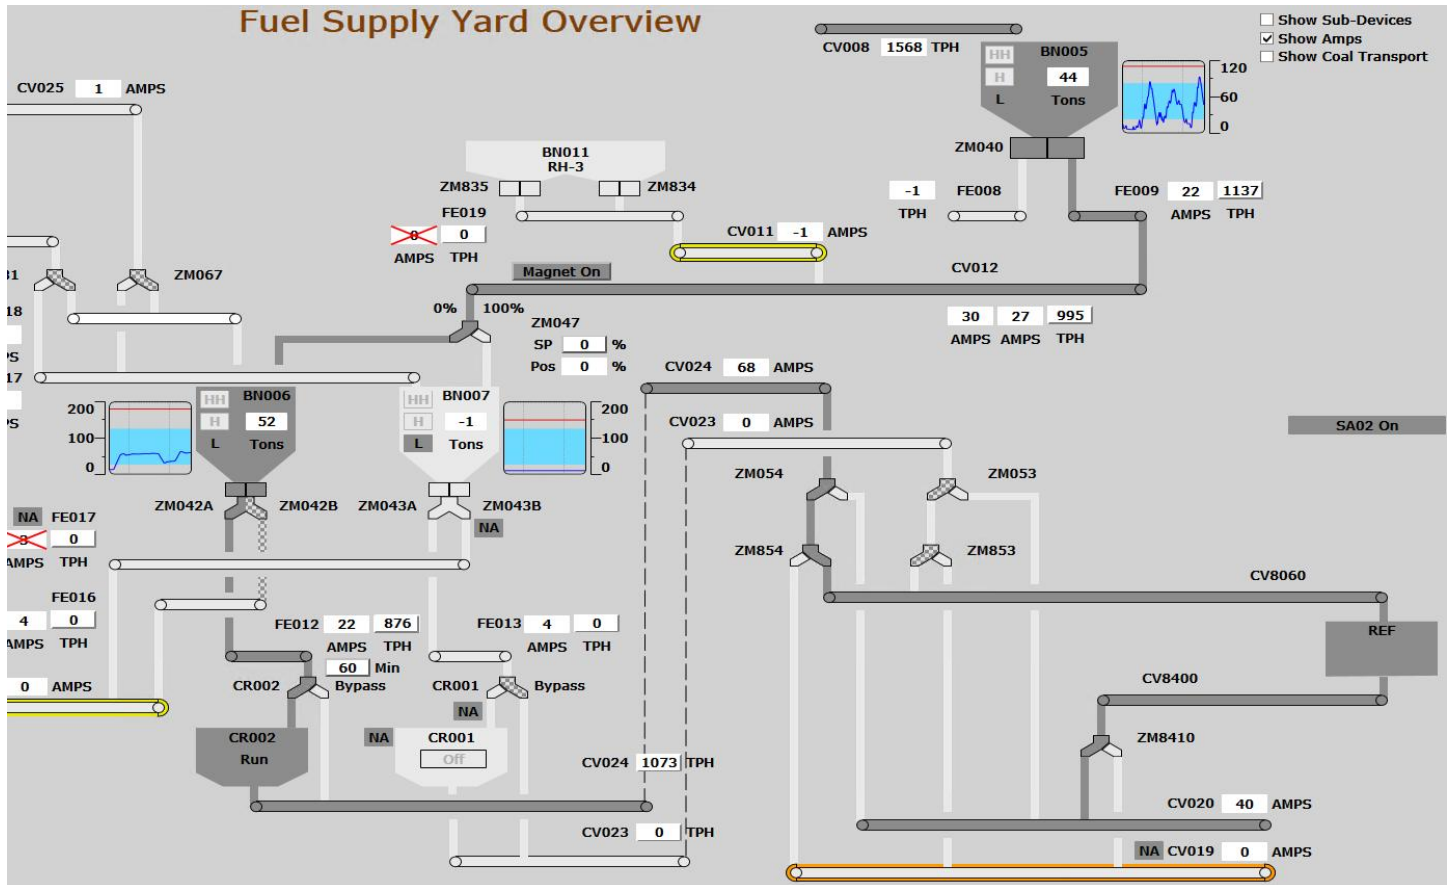 Fuel Supply Yard Overview
Show Sub-Devices
Show Amps
Show Coal Transport
CV008 1568 TPH
HH BN005
H 44
L Tons
120
60
0
CV025 1 AMPS
ZM040
BN011
RH-3
ZM835 ZM834
-1 FE008
TPH
FE009 22 1137
AMPS TPH
FE019
0 0
AMPS TPH
CV011 -1 AMPS
CV012
Magnet On
31
ZM067
0% 100%
ZM047
SP 0 %
Pos 0 %
30 27 995
AMPS AMPS TPH
18
PS
17
PS
CV024 68 AMPS
CV023 0 AMPS
SA02 On
200
100
0
HH BN006
H 52
L Tons
HH BN007
H -1
L Tons
200
100
0
ZM054 ZM053
ZM042A ZM042B ZM043A ZM043B
NA
NA FE017
3 0
AMPS TPH
ZM854 ZM853
CV8060
FE016
4 0
AMPS TPH
FE012 22 876
AMPS TPH
60 Min
FE013 4 0
AMPS TPH
REF
0 AMPS
CR002 Bypass
CR001 Bypass
NA
CV8400
CR002
Run
NA CR001
Off
ZM8410
CV024 1073 TPH
CV020 40 AMPS
CV023 0 TPH
NA CV019 0 AMPS